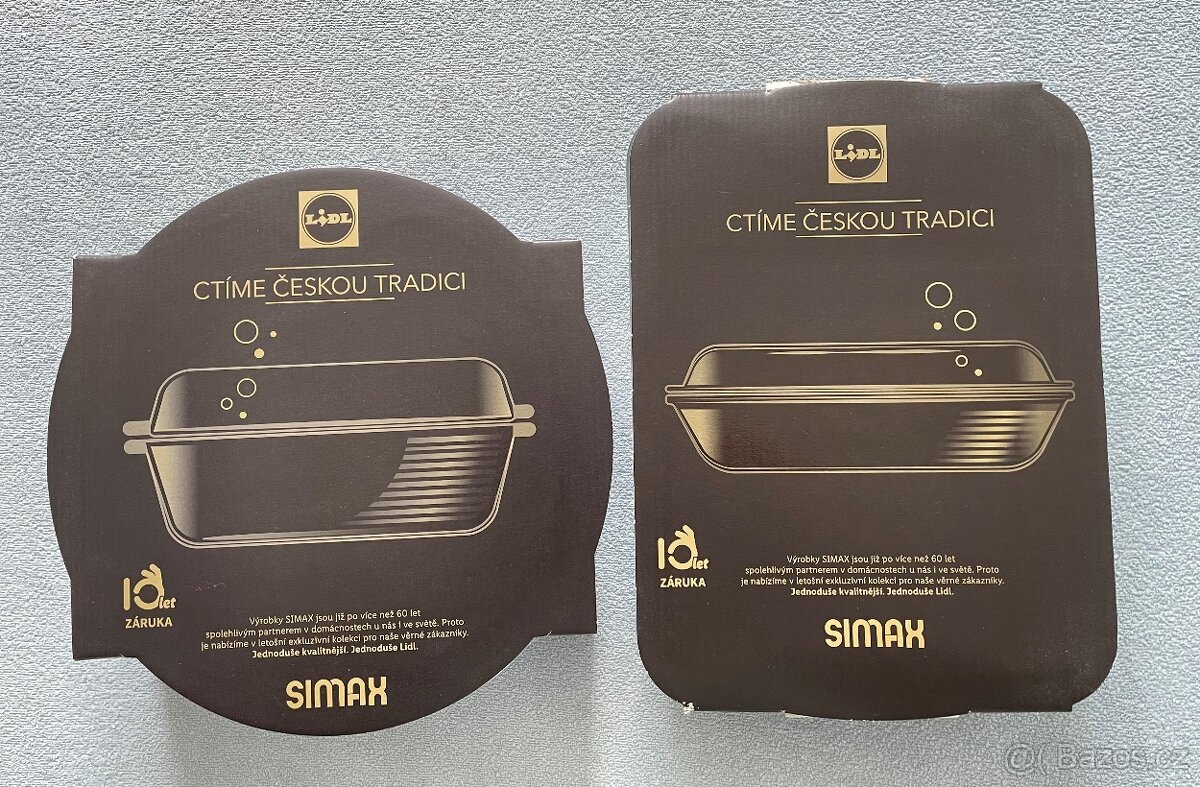 LIDL
CTÍME ČESKOU TRADICI
10 let
ZÁRUKA
Výrobky SIMAX jsou již po více než 60 let
spolehlivým partnerem v domácnostech u nás i ve světě. Proto
je nabízíme v letošní exkluzivní kolekci pro naše věrné zákazníky.
Jednoduše kvalitnější. Jednoduše Lidl.
SIMAX
LIDL
CTÍME ČESKOU TRADICI
10 let
ZÁRUKA
Výrobky SIMAX jsou již po více než 60 let
spolehlivým partnerem v domácnostech u nás i ve světě. Proto
je nabízíme v letošní exkluzivní kolekci pro naše věrné zákazníky.
Jednoduše kvalitnější. Jednoduše Lidl.
SIMAX
Bazos.cz